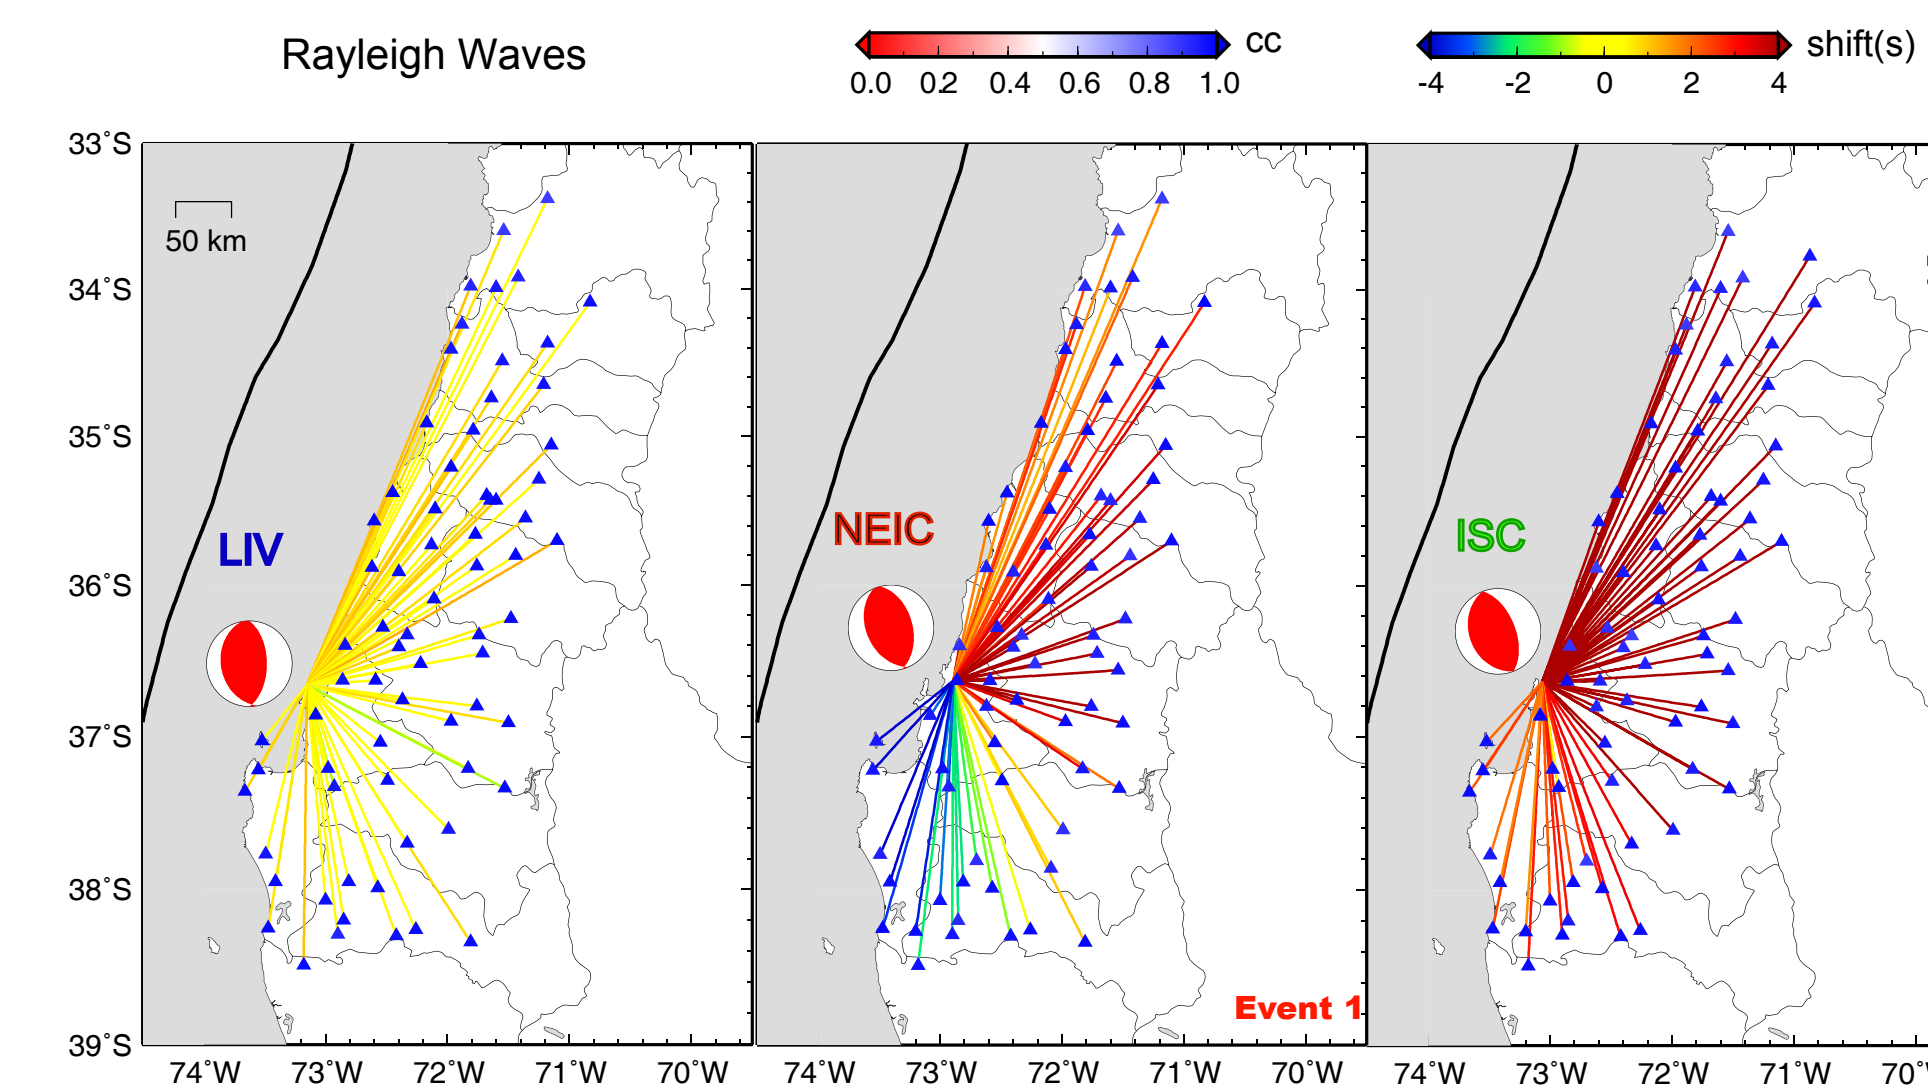 Rayleigh Waves
cc
0.0 0.2 0.4 0.6 0.8 1.0
shift(s)
-4 -2 0 2 4
33°S
34°S
35°S
36°S
37°S
38°S
39°S
50 km
LIV
NEIC
ISC
Event 1
74°W 73°W 72°W 71°W 70°W
74°W 73°W 72°W 71°W 70°W
74°W 73°W 72°W 71°W